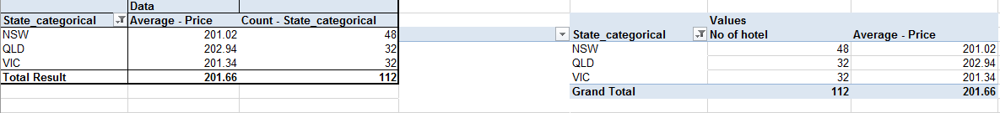 Data
State_categorical Average - Price Count - State_categorical
NSW 201.02 48
QLD 202.94 32
VIC 201.34 32
Total Result 201.66 112
Values
State_categorical No of hotel Average - Price
NSW 48 201.02
QLD 32 202.94
VIC 32 201.34
Grand Total 112 201.66